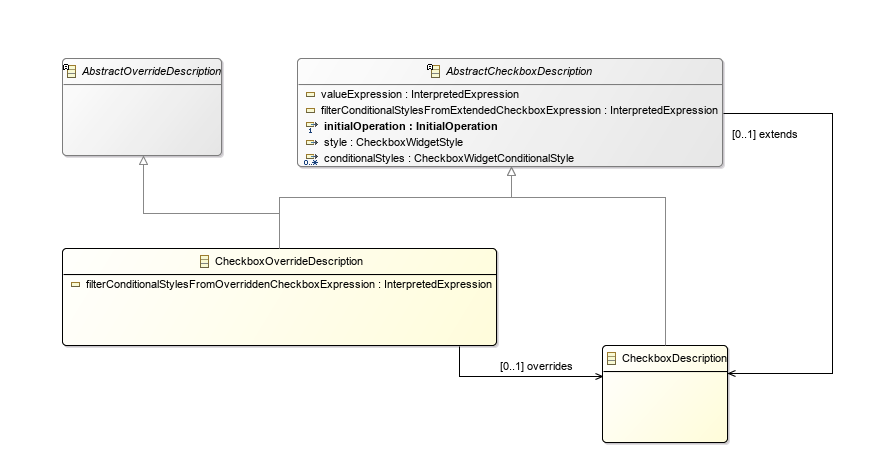 AbstractOverrideDescription
AbstractCheckboxDescription
valueExpression : InterpretedExpression
filterConditionalStylesFromExtendedCheckboxExpression : InterpretedExpression
1 initialOperation : InitialOperation
style : CheckboxWidgetStyle
0..* conditionalStyles : CheckboxWidgetConditionalStyle
[0..1] extends
CheckboxOverrideDescription
filterConditionalStylesFromOverriddenCheckboxExpression : InterpretedExpression
[0..1] overrides
CheckboxDescription